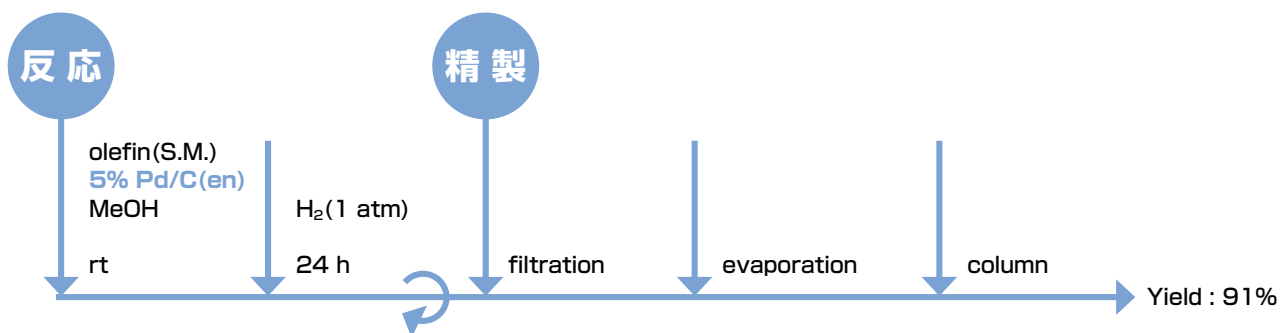 反応
精製
olefin(S.M.)
5% Pd/C(en)
MeOH
H₂(1 atm)
rt
24 h
filtration
evaporation
column
Yield : 91%